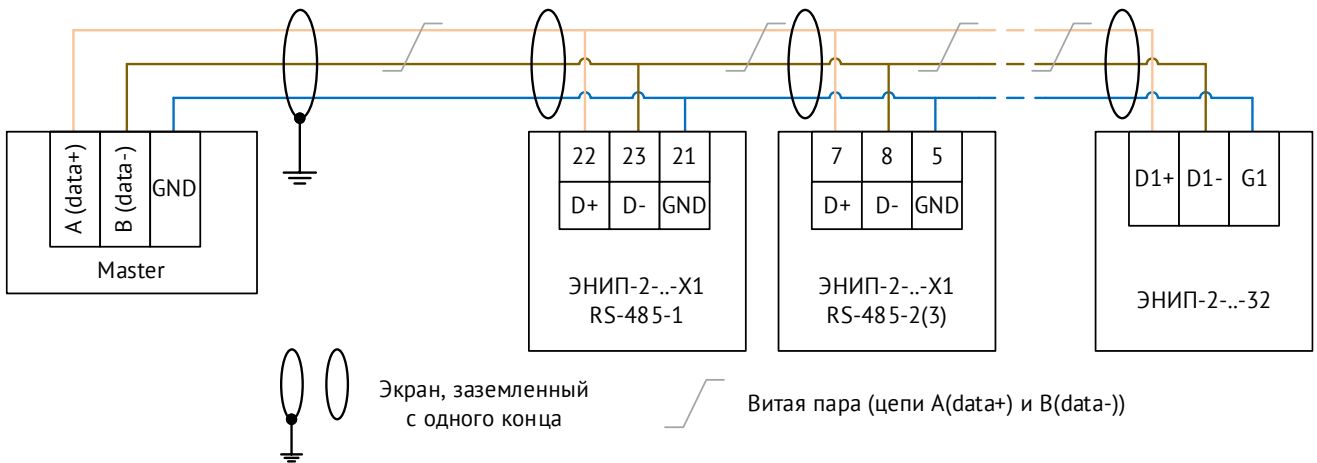 A (data+)
B (data-)
GND
Master
22 23 21
D+ D- GND
ЭНИП-2-..-X1
RS-485-1
7 8 5
D+ D- GND
ЭНИП-2-..-X1
RS-485-2(3)
D1+ D1- G1
ЭНИП-2-..-32
Экран, заземленный
с одного конца
Витая пара (цепи A(data+) и B(data-))